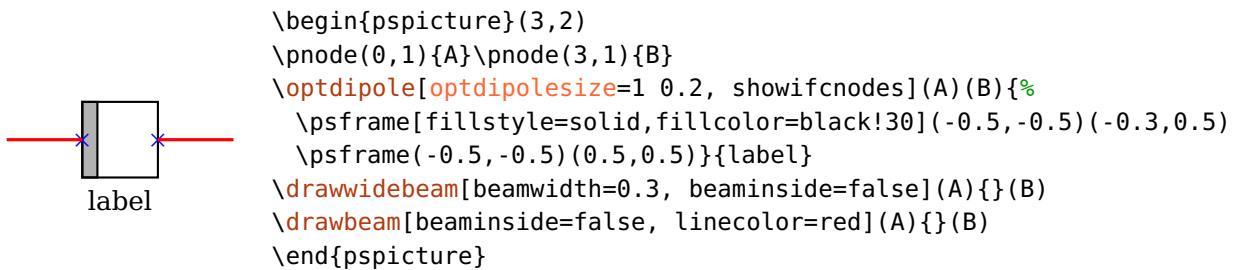 label
\begin{pspicture}(3,2)
\pnode(0,1){A}\pnode(3,1){B}
\optdipole[optdipolesize=1 0.2, showifcnodes](A)(B){%
 \psframe[fillstyle=solid,fillcolor=black!30](-0.5,-0.5)(-0.3,0.5)
 \psframe(-0.5,-0.5)(0.5,0.5)}{label}
\drawwidebeam[beamwidth=0.3, beaminside=false](A){}(B)
\drawbeam[beaminside=false, linecolor=red](A){}(B)
\end{pspicture}